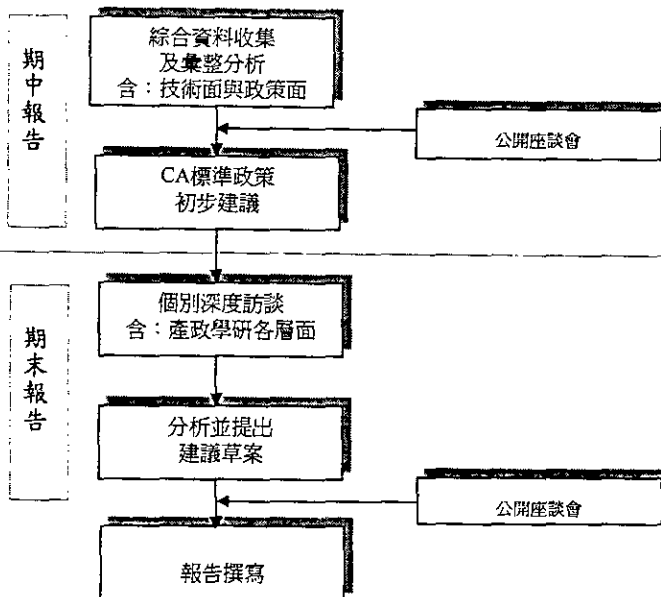 期中報告
綜合資料收集
及彙整分析
含：技術面與政策面
公開座談會
CA標準政策
初步建議
期末報告
個別深度訪談
含：產政學研各層面
分析並提出
建議草案
公開座談會
報告撰寫